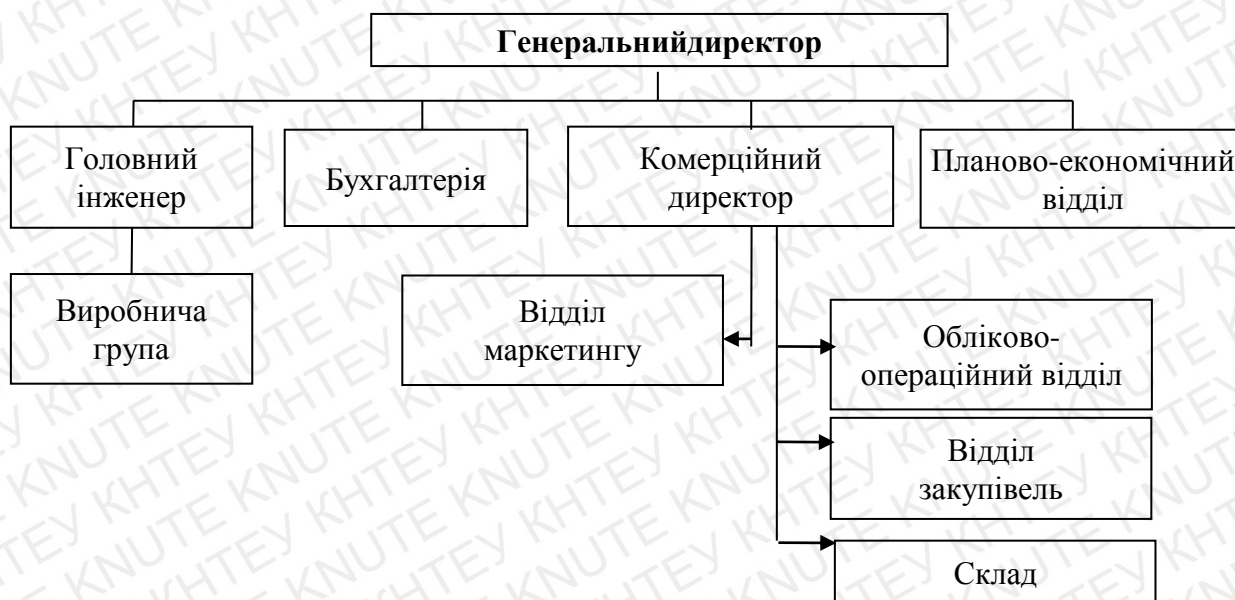 Генеральнийдиректор
Головний
інженер
Бухгалтерія
Комерційний
директор
Планово-економічний
відділ
Виробнича
група
Відділ
маркетингу
Обліково-
операційний відділ
Відділ
закупівель
Склад